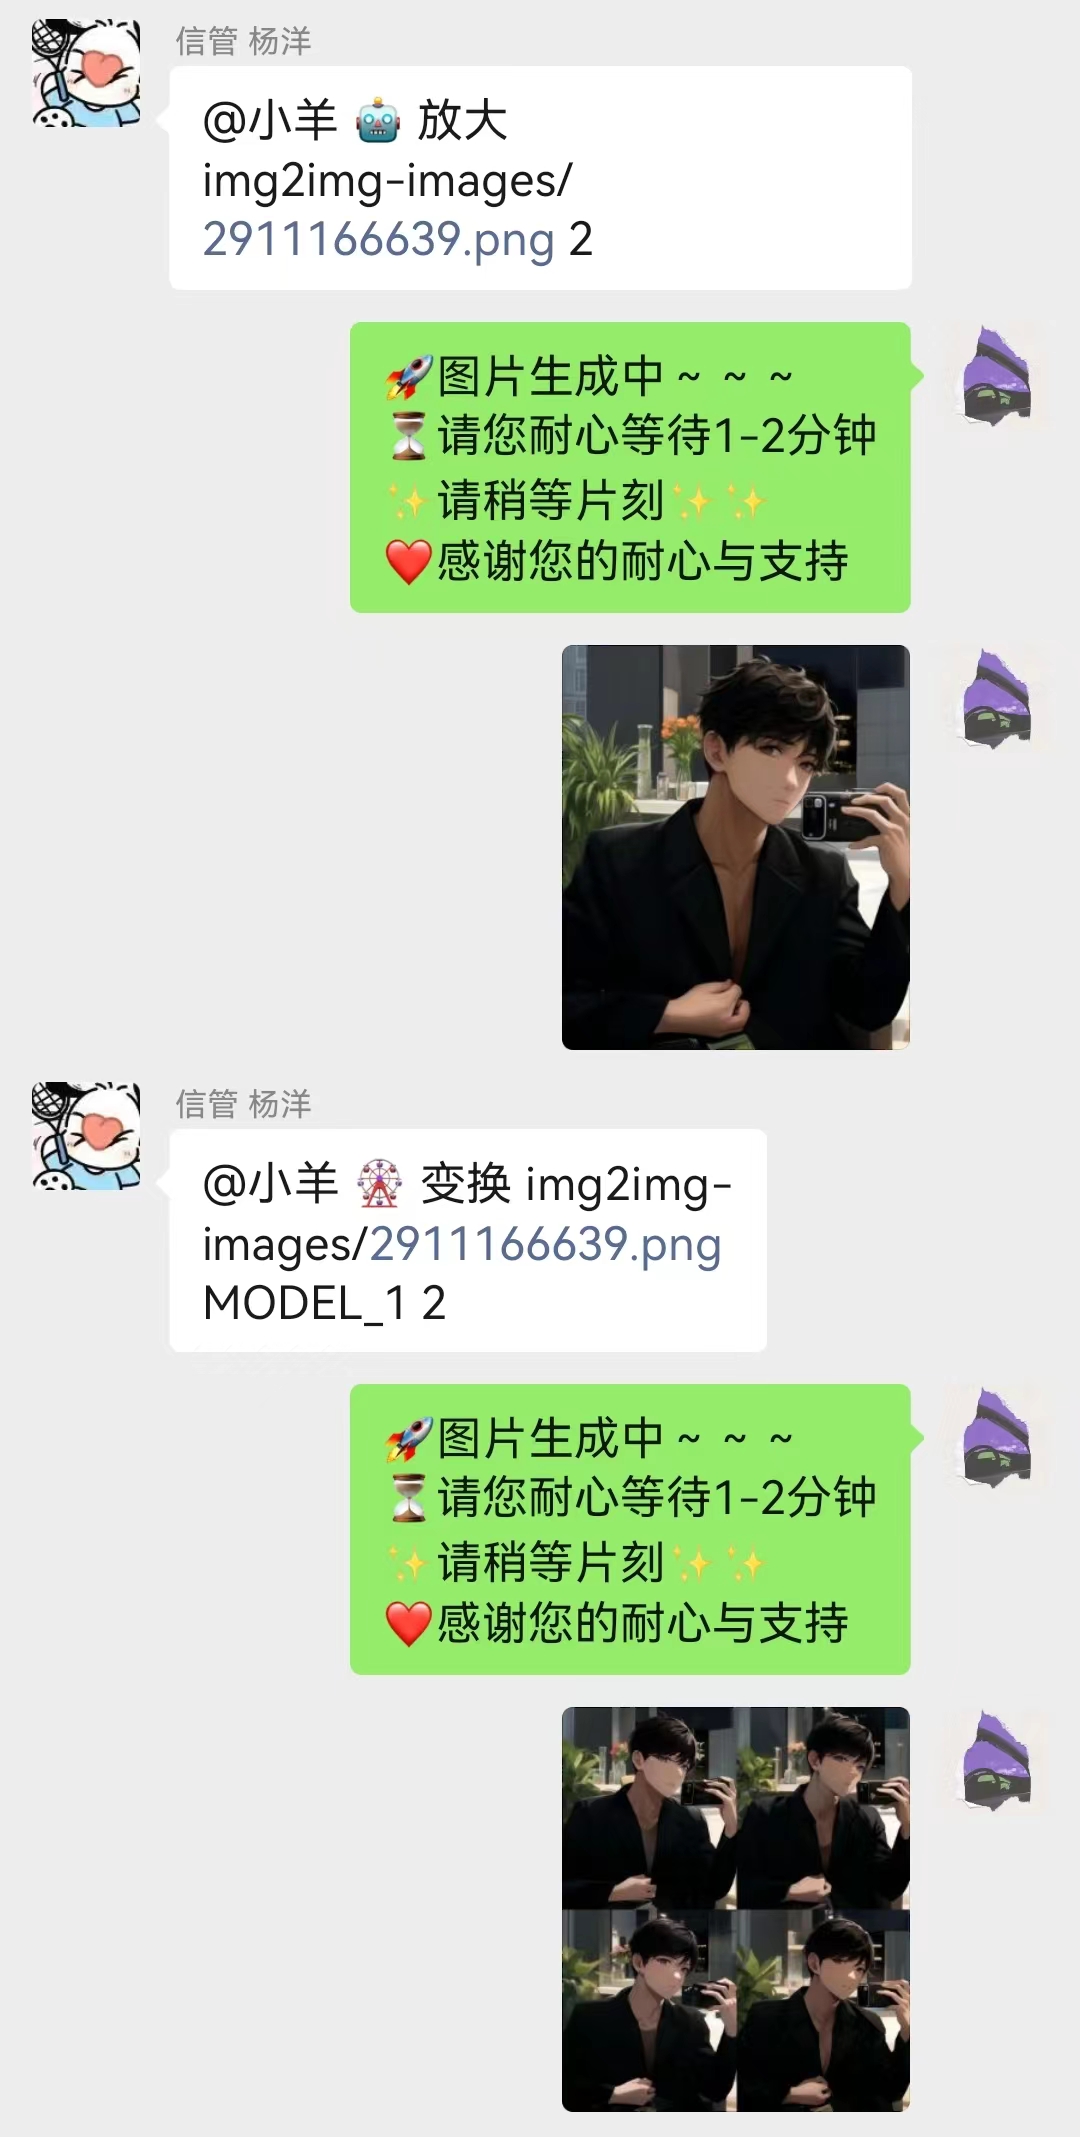 信管 杨洋
@小羊 🤖 放大
img2img-images/
2911166639.png 2
🚀图片生成中~ ~ ~
⏳请您耐心等待1-2分钟
✨请稍等片刻✨ ✨
❤️感谢您的耐心与支持
信管 杨洋
@小羊 🎡 变换 img2img-
images/2911166639.png
MODEL_1 2
🚀图片生成中~ ~ ~
⏳请您耐心等待1-2分钟
✨请稍等片刻✨ ✨
❤️感谢您的耐心与支持